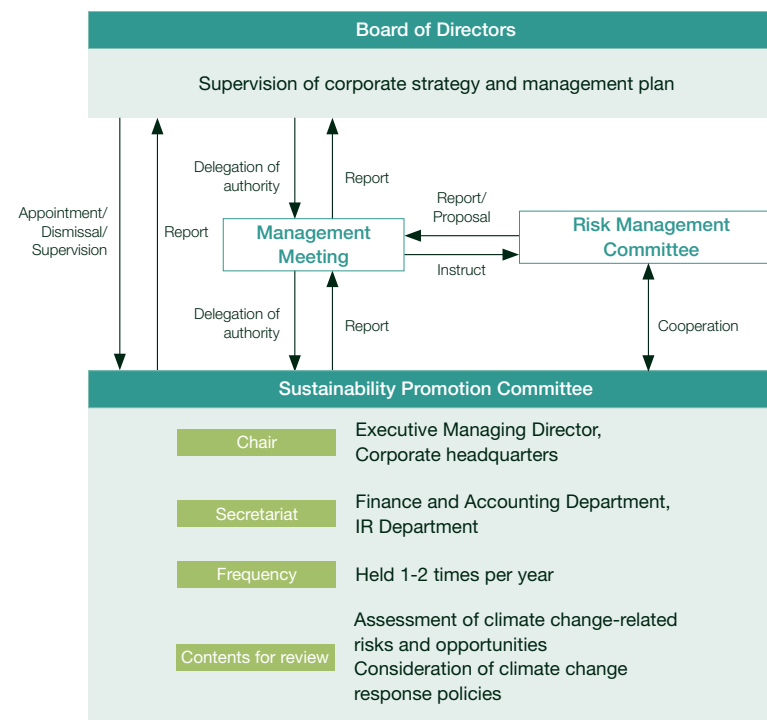 Board of Directors
Supervision of corporate strategy and management plan
Appointment/
Dismissal/
Supervision
Report
Delegation of
authority
Report
Management
Meeting
Report/
Proposal
Instruct
Risk Management
Committee
Delegation of
authority
Report
Cooperation
Sustainability Promotion Committee
Chair
Executive Managing Director,
Corporate headquarters
Secretariat
Finance and Accounting Department,
IR Department
Frequency
Held 1-2 times per year
Contents for review
Assessment of climate change-related
risks and opportunities
Consideration of climate change
response policies